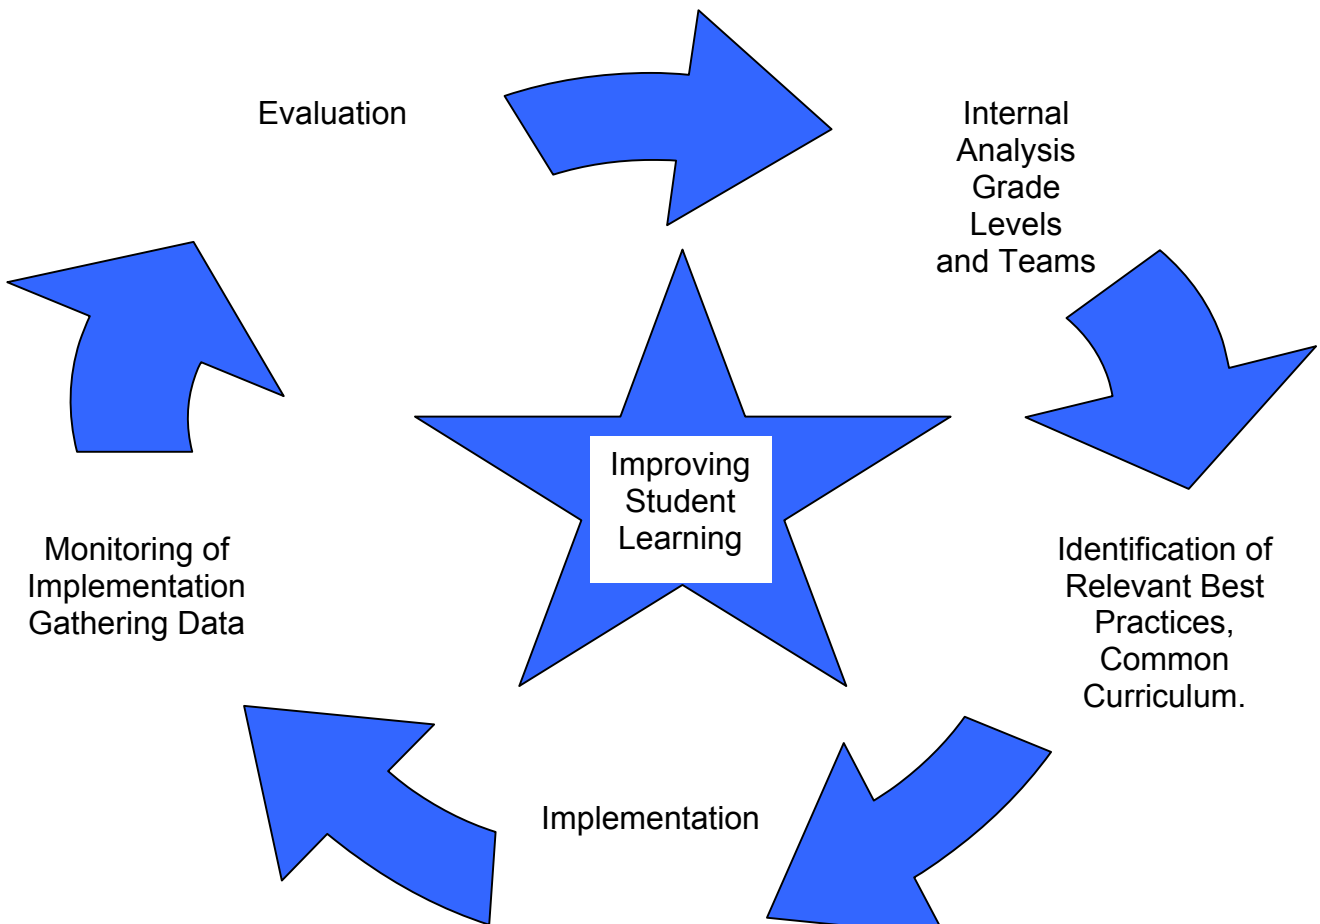 Evaluation
Internal
Analysis
Grade
Levels
and Teams
Improving
Student
Learning
Monitoring of
Implementation
Gathering Data
Identification of
Relevant Best
Practices,
Common
Curriculum.
Implementation